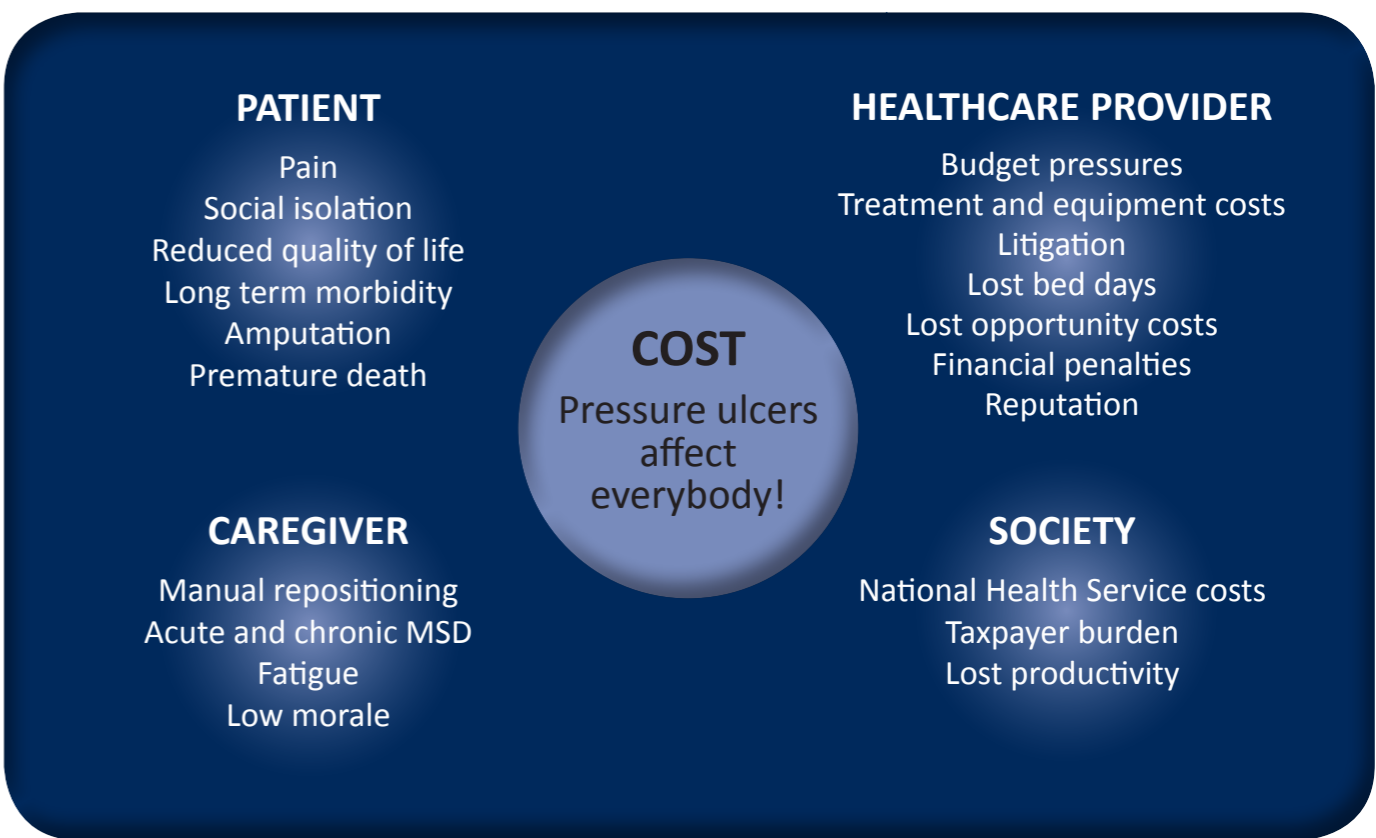 PATIENT
Pain
Social isolation
Reduced quality of life
Long term morbidity
Amputation
Premature death
HEALTHCARE PROVIDER
Budget pressures
Treatment and equipment costs
Litigation
Lost bed days
Lost opportunity costs
Financial penalties
Reputation
COST
Pressure ulcers
affect
everybody!
CAREGIVER
Manual repositioning
Acute and chronic MSD
Fatigue
Low morale
SOCIETY
National Health Service costs
Taxpayer burden
Lost productivity